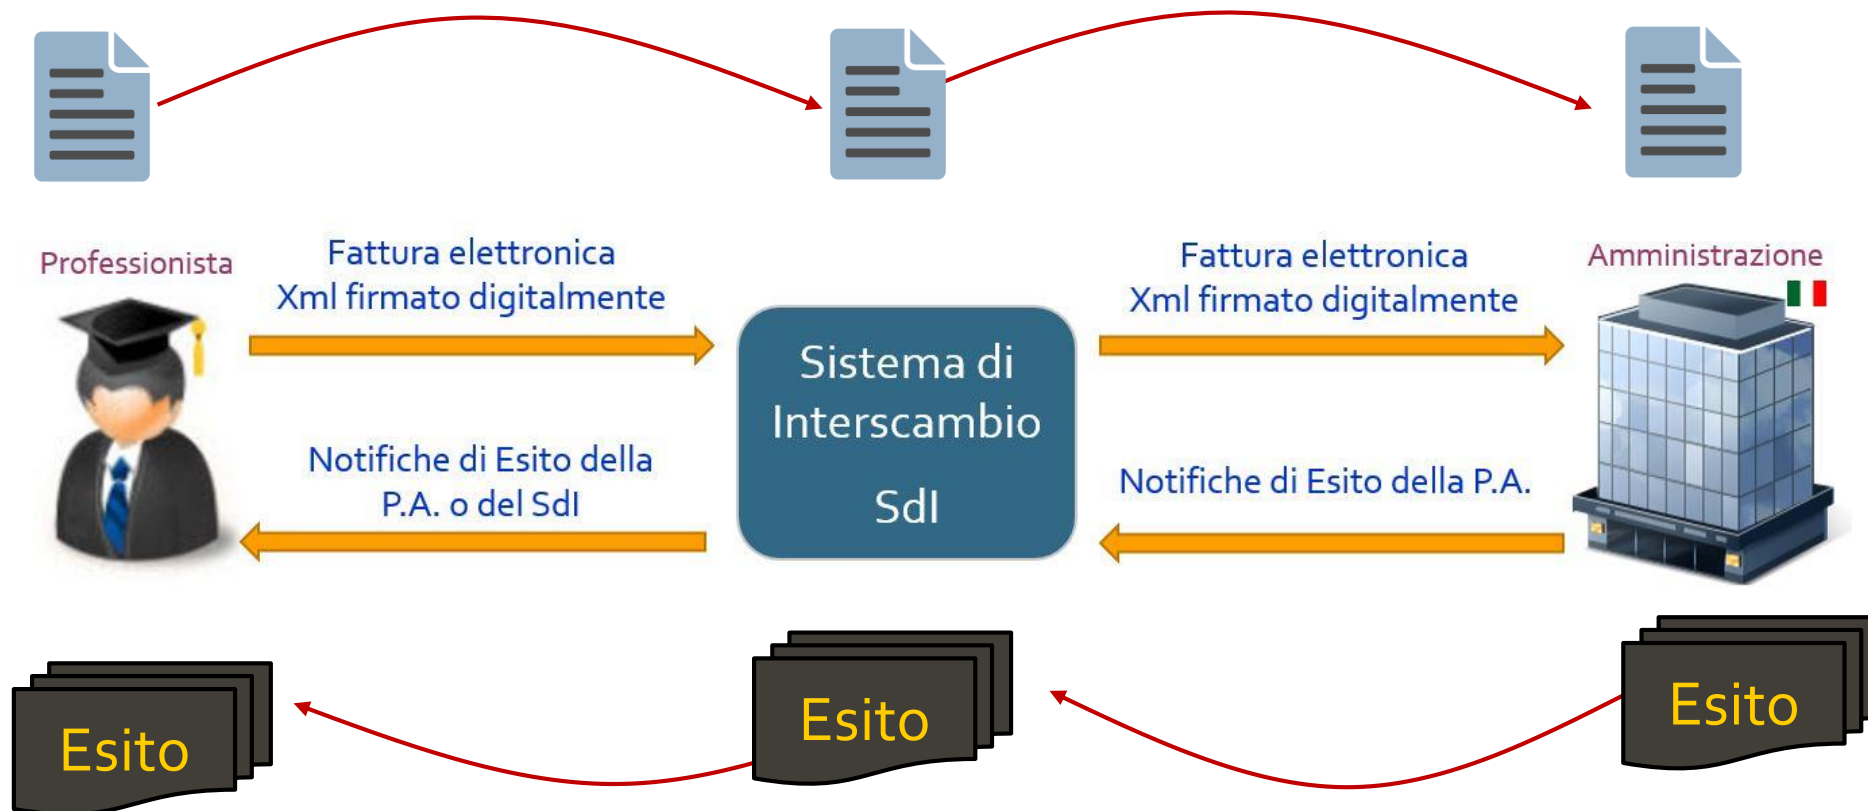 Professionista
Fattura elettronica
Xml firmato digitalmente
Fattura elettronica
Xml firmato digitalmente
Amministrazione
Sistema di
Interscambio
SdI
Notifiche di Esito della
P.A. o del SdI
Notifiche di Esito della P.A.
Esito
Esito
Esito